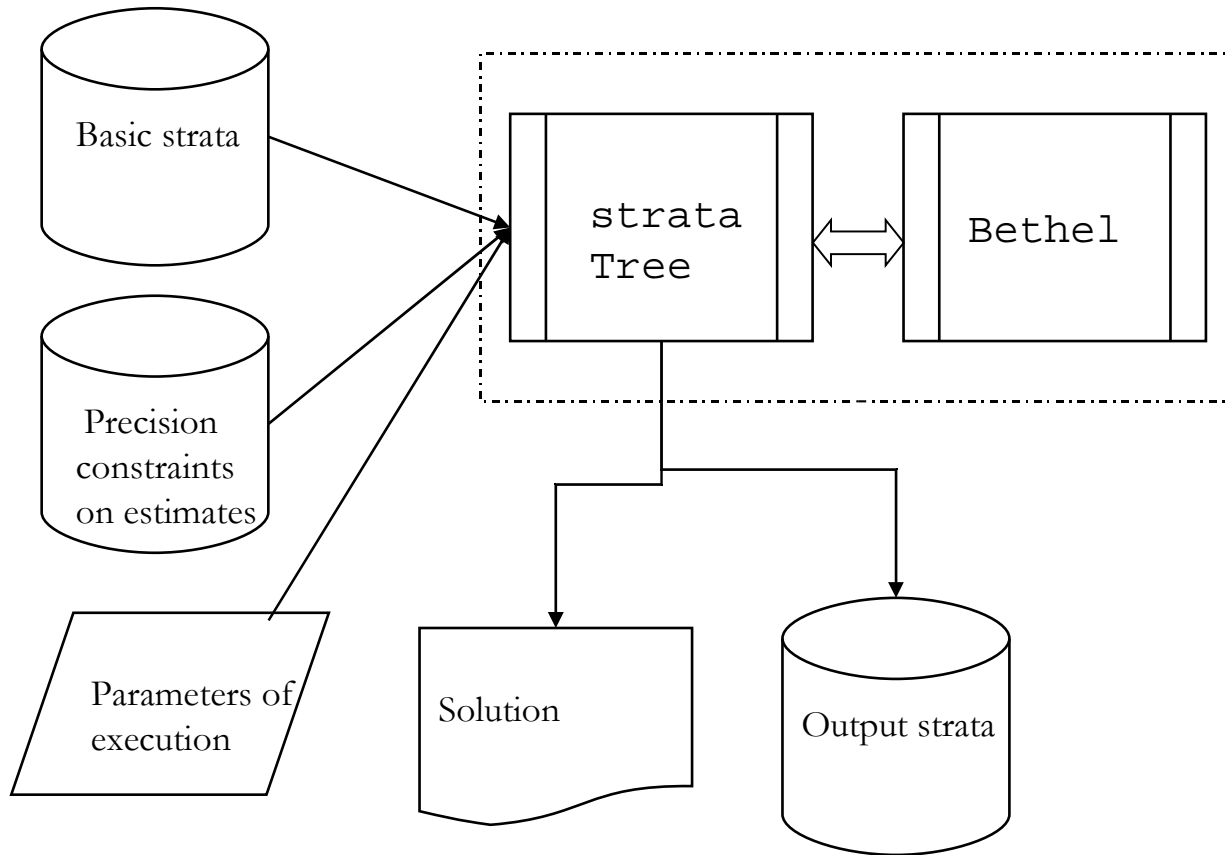 Basic strata
strata
Tree
Bethel
Precision
constraints
on estimates
Parameters of
execution
Solution
Output strata